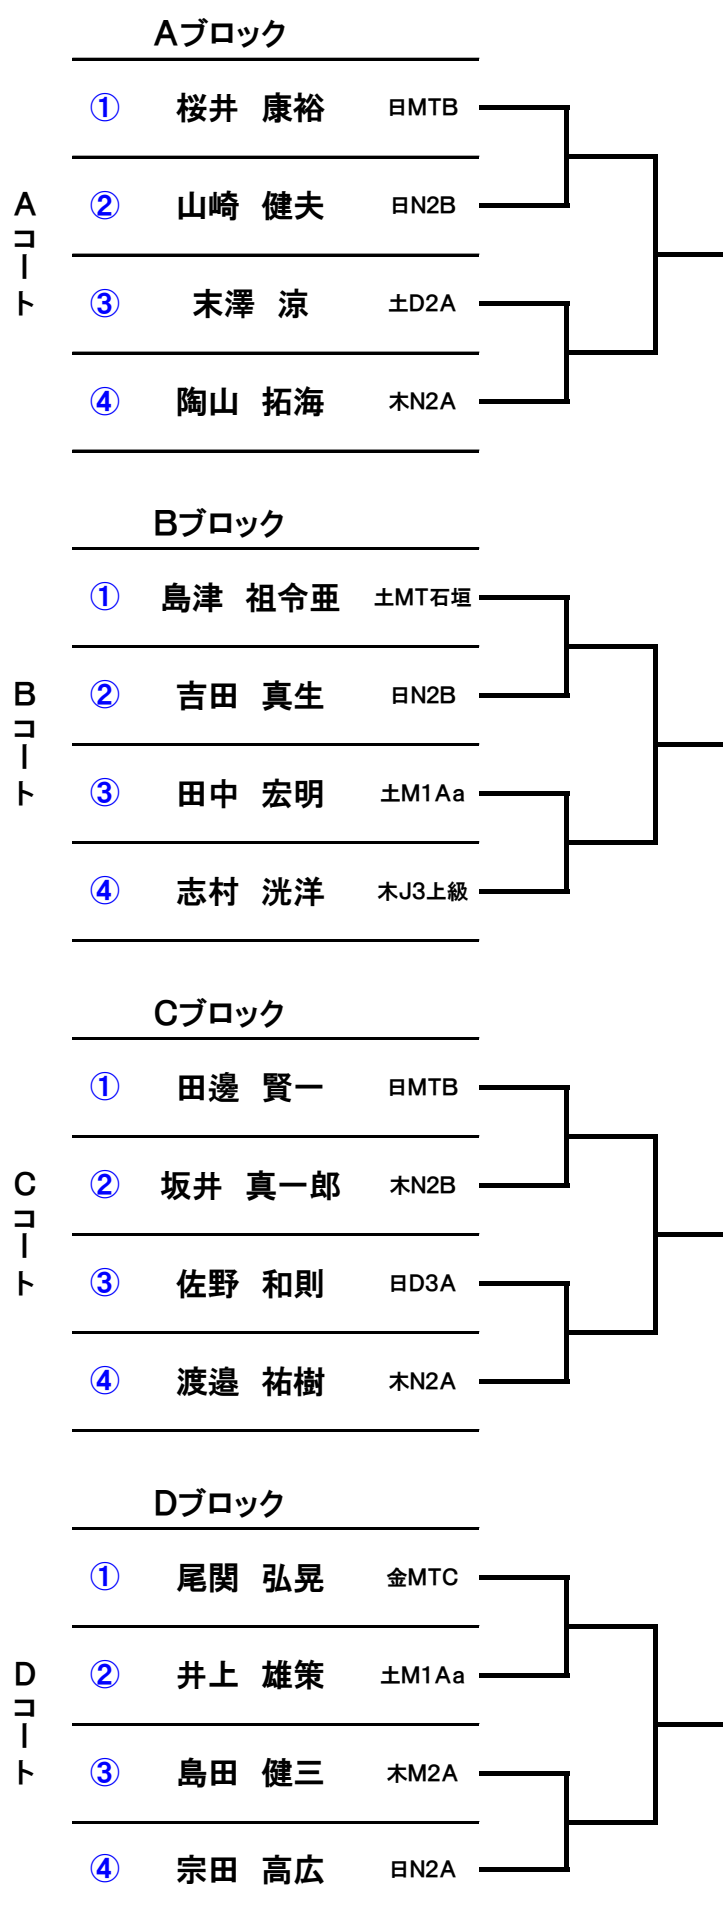 Aブロック
Aコート
① 桜井 康裕 日MTB
② 山崎 健夫 日N2B
③ 末澤 涼 土D2A
④ 陶山 拓海 木N2A
Bブロック
Bコート
① 島津 祖令亜 土MT石垣
② 吉田 真生 日N2B
③ 田中 宏明 土M1Aa
④ 志村 洸洋 木J3上級
Cブロック
Cコート
① 田邊 賢一 日MTB
② 坂井 真一郎 木N2B
③ 佐野 和則 日D3A
④ 渡邉 祐樹 木N2A
Dブロック
Dコート
① 尾関 弘晃 金MTC
② 井上 雄策 土M1Aa
③ 島田 健三 木M2A
④ 宗田 高広 日N2A